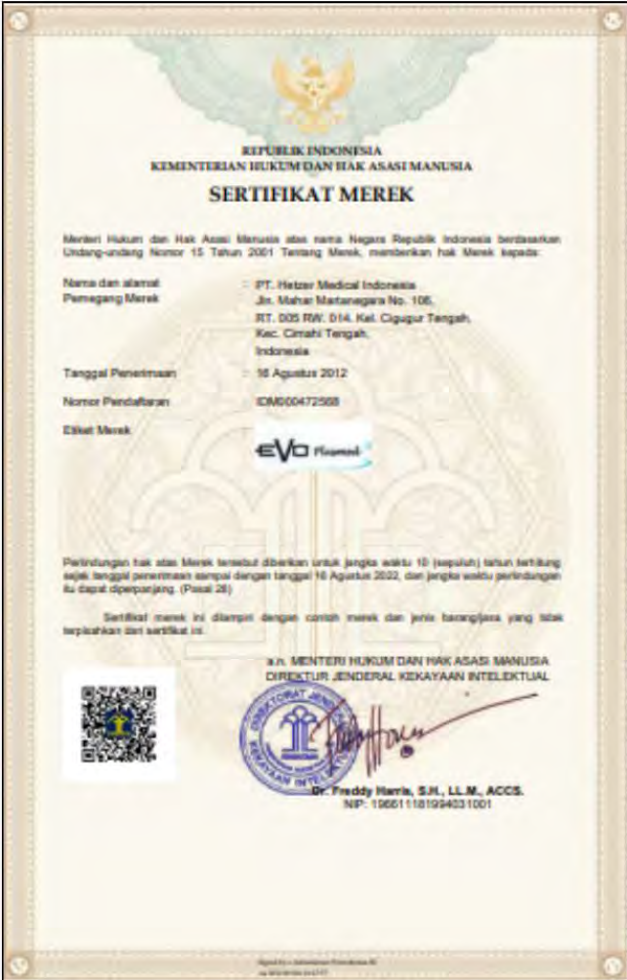 REPUBLIK INDONESIA
KEMENTERIAN HUKUM DAN HAK ASASI MANUSIA
SERTIFIKAT MEREK
Menteri Hukum dan Hak Asasi Manusia atas nama Negara Republik Indonesia berdasarkan
Undang-undang Nomor 15 Tahun 2001 Tentang Merek, memberikan hak Merek kepada:
Nama dan alamat : PT. Hetzer Medical Indonesia
Pemegang Merek Jln. Mahar Martanegara No. 106,
RT. 005 RW. 014. Kel. Cigugur Tengah,
Kec. Cimahi Tengah,
Indonesia
Tanggal Penerimaan : 16 Agustus 2012
Nomor Pendaftaran : IDM000472568
Etiket Merek :
EVO Plusmed
Perlindungan hak atas Merek tersebut diberikan untuk jangka waktu 10 (sepuluh) tahun terhitung
sejak tanggal penerimaan sampai dengan tanggal 16 Agustus 2022, dan jangka waktu perlindungan
itu dapat diperpanjang. (Pasal 28)
Sertifikat merek ini dilampiri dengan contoh merek dan jenis barang/jasa yang tidak
terpisahkan dari sertifikat ini.
a.n. MENTERI HUKUM DAN HAK ASASI MANUSIA
DIREKTUR JENDERAL KEKAYAAN INTELEKTUAL
DIREKTORAT JENDERAL
KEKAYAAN INTELEKTUAL
Dr. Freddy Harris, S.H., LL.M., ACCS.
NIP. 196611181994031001